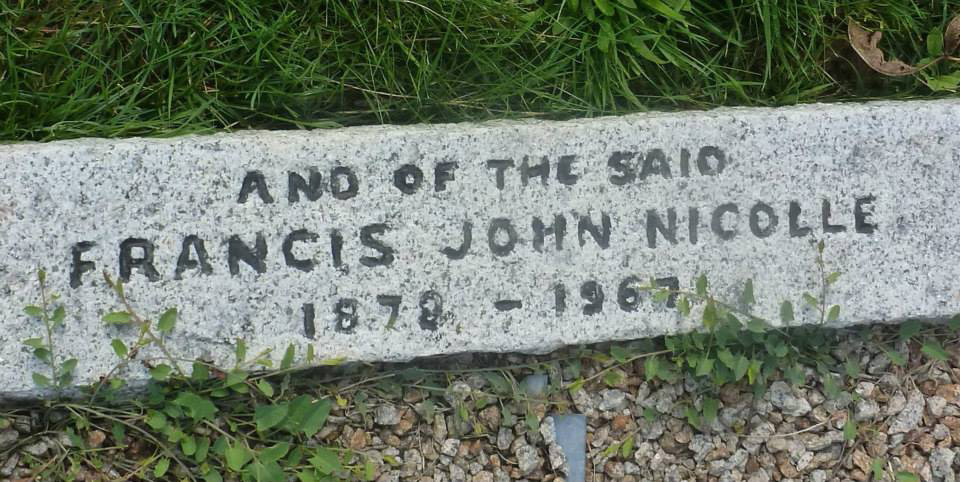 AND OF THE SAID
FRANCIS JOHN NICOLLE
1878 - 1967